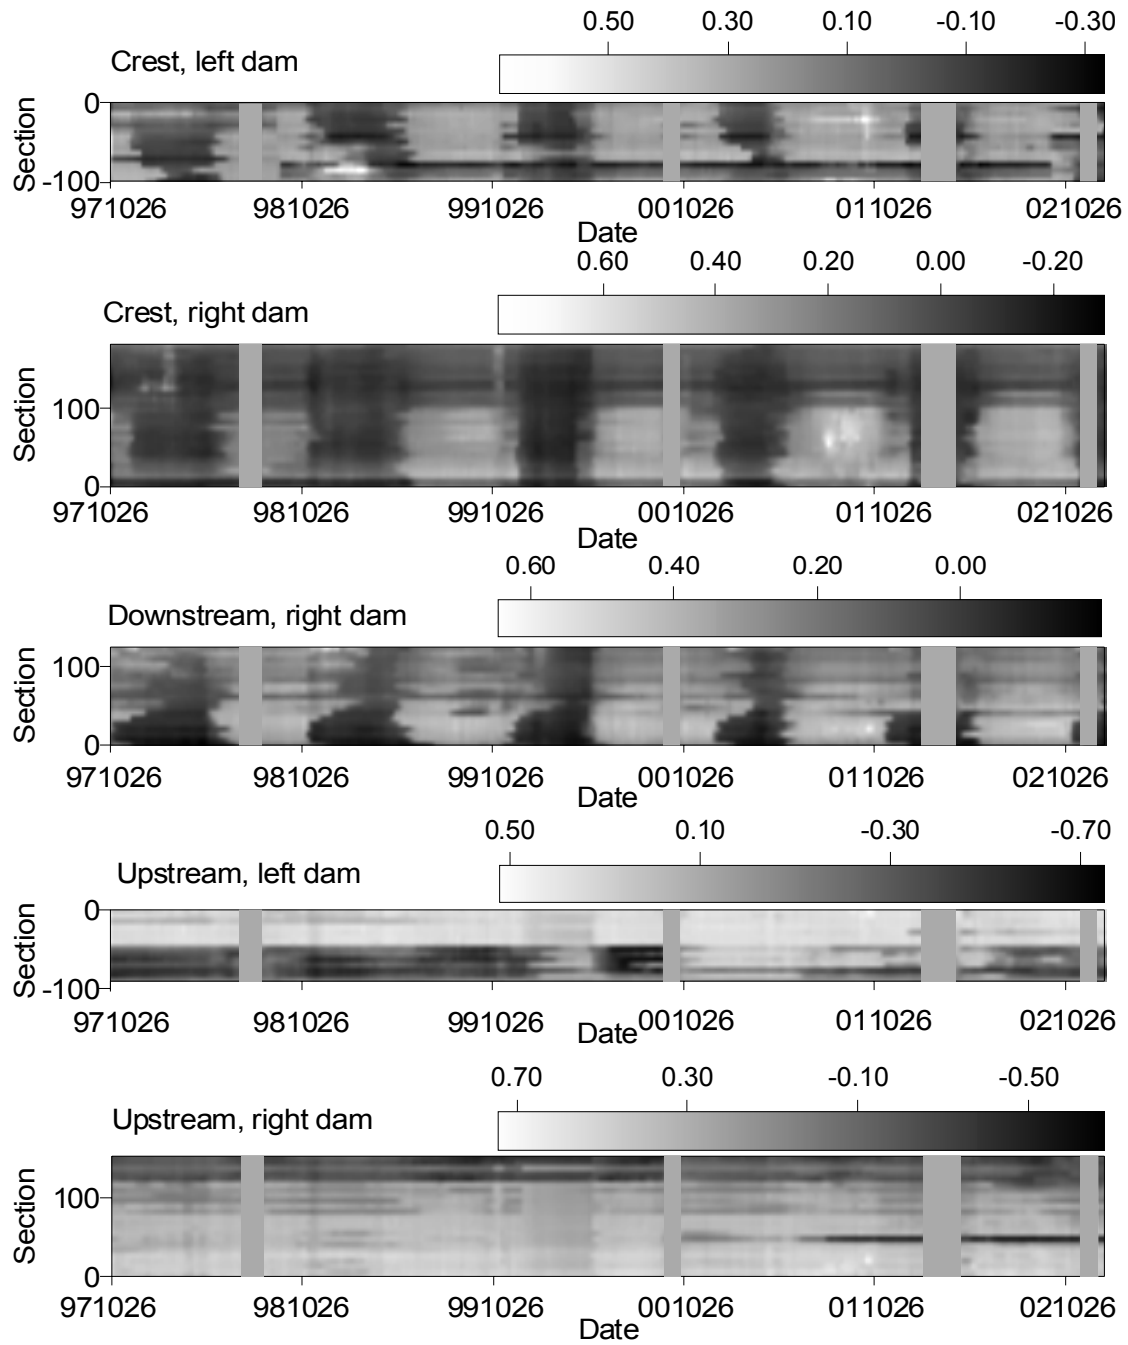 0.50 0.30 0.10 -0.10 -0.30
Crest, left dam
Section
0
-100
971026 981026 991026 001026 011026 021026
Date
0.60 0.40 0.20 0.00 -0.20
Crest, right dam
Section
100
0
971026 981026 991026 001026 011026 021026
Date
0.60 0.40 0.20 0.00
Downstream, right dam
Section
100
0
971026 981026 991026 001026 011026 021026
Date
0.50 0.10 -0.30 -0.70
Upstream, left dam
Section
0
-100
971026 981026 991026 001026 011026 021026
Date
0.70 0.30 -0.10 -0.50
Upstream, right dam
Section
100
0
971026 981026 991026 001026 011026 021026
Date